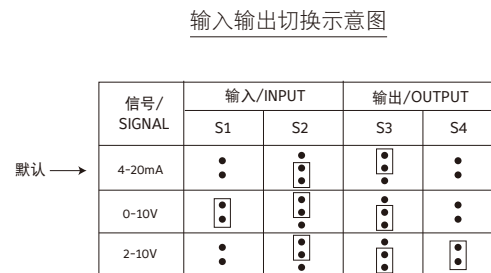 输入输出切换示意图
信号/ 输入/INPUT 输出/OUTPUT
SIGNAL S1 S2 S3 S4
默认 4-20mA
0-10V
2-10V